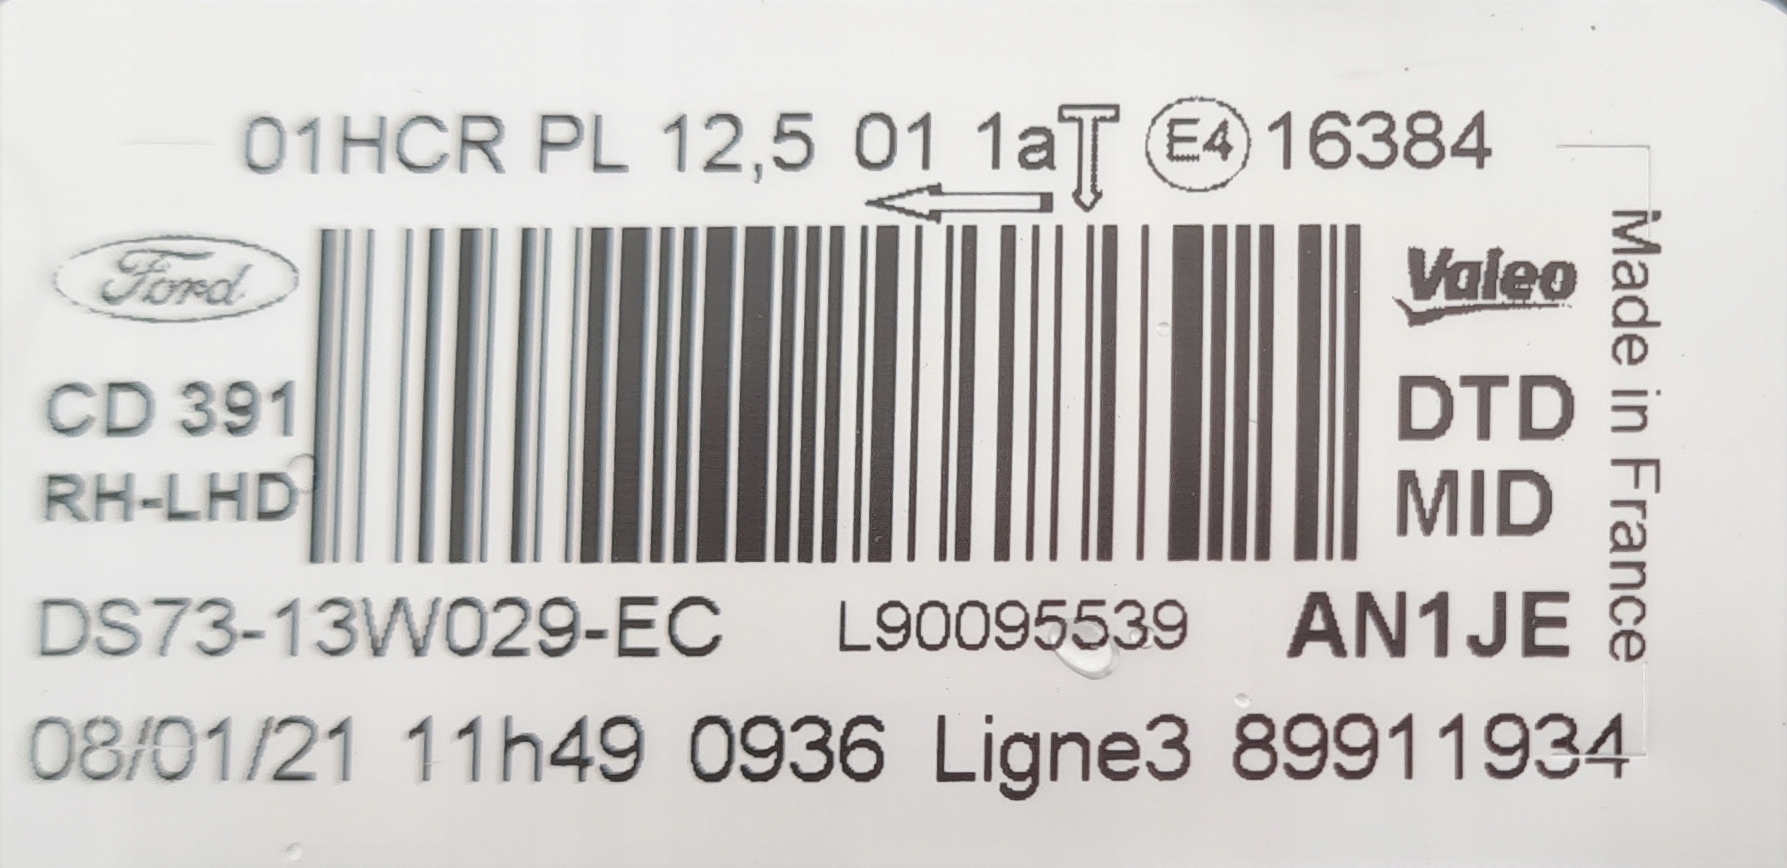 01HCR PL 12,5 01 1a E4 16384
Ford
Valeo
CD 391
DTD
RH-LHD
MID
Made in France
DS73-13W029-EC L90095539 AN1JE
08/01/21 11h49 0936 Ligne3 89911934